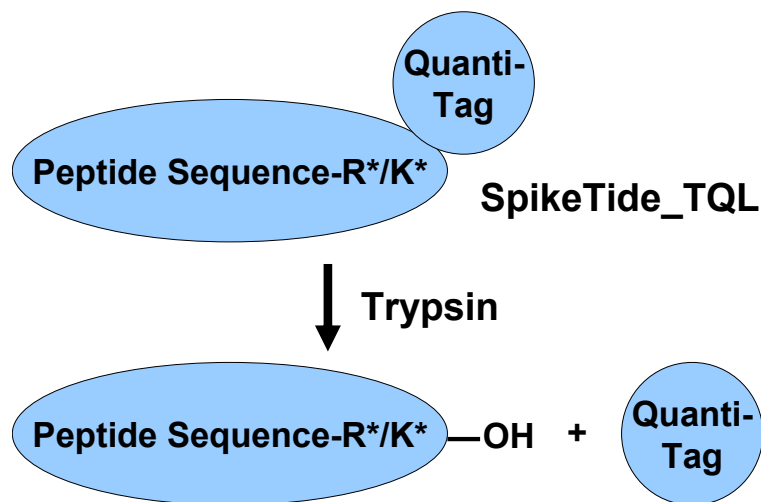 Quanti-
Tag
Peptide Sequence-R*/K*
SpikeTide_TQL
Trypsin
Peptide Sequence-R*/K*
OH
+
Quanti-
Tag